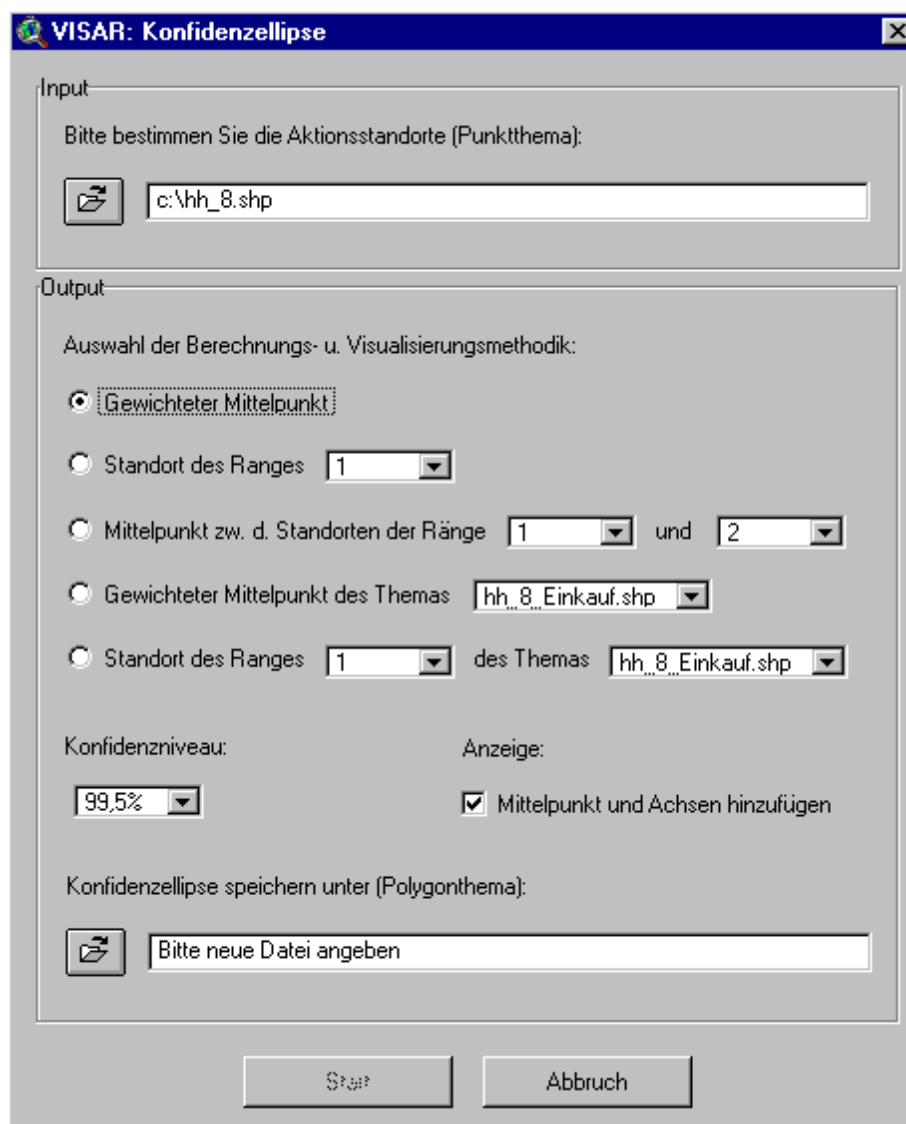 VISAR: Konfidenzellipse
Input
Bitte bestimmen Sie die Aktionsstandorte (Punktthema):
c:\hh_8.shp
Output
Auswahl der Berechnungs- u. Visualisierungsmethodik:
Gewichteter Mittelpunkt
Standort des Ranges 1
Mittelpunkt zw. d. Standorten der Ränge 1 und 2
Gewichteter Mittelpunkt des Themas hh_8_Einkauf.shp
Standort des Ranges 1 des Themas hh_8_Einkauf.shp
Konfidenzniveau: Anzeige:
99,5% Mittelpunkt und Achsen hinzufügen
Konfidenzellipse speichern unter (Polygonthema):
Bitte neue Datei angeben
Start Abbruch